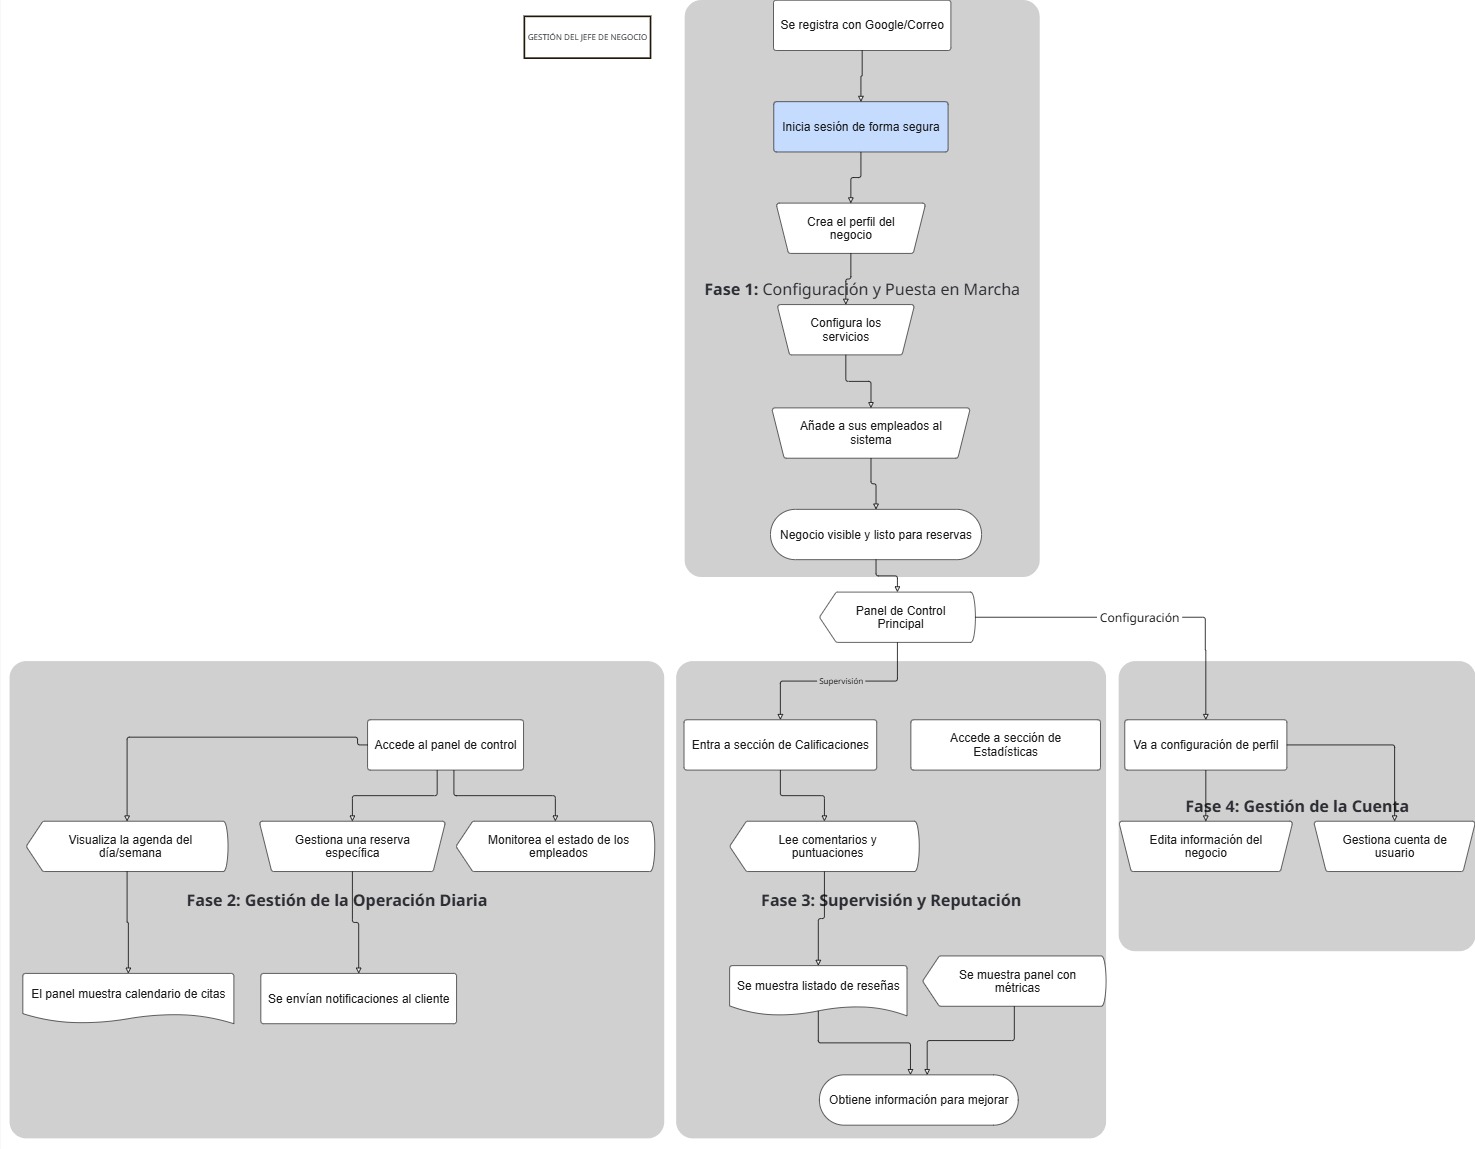 GESTIÓN DEL JEFE DE NEGOCIO
Se registra con Google/Correo
Inicia sesión de forma segura
Crea el perfil del
negocio
Fase 1: Configuración y Puesta en Marcha
Configura los
servicios
Añade a sus empleados al
sistema
Negocio visible y listo para reservas
Panel de Control
Principal
Configuración
Supervisión
Accede al panel de control
Visualiza la agenda del
día/semana
Gestiona una reserva
específica
Monitorea el estado de los
empleados
Fase 2: Gestión de la Operación Diaria
El panel muestra calendario de citas
Se envían notificaciones al cliente
Entra a sección de Calificaciones
Accede a sección de
Estadísticas
Lee comentarios y
puntuaciones
Fase 3: Supervisión y Reputación
Se muestra listado de reseñas
Se muestra panel con
métricas
Obtiene información para mejorar
Va a configuración de perfil
Fase 4: Gestión de la Cuenta
Edita información del
negocio
Gestiona cuenta de
usuario